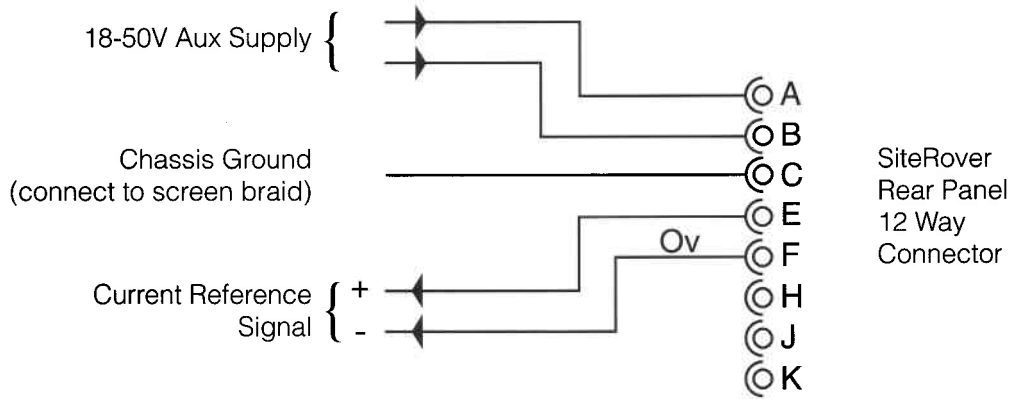 18-50V Aux Supply {
A
B
Chassis Ground
(connect to screen braid)
C
SiteRover
Rear Panel
12 Way
Connector
E
Ov
F
Current Reference
Signal { + -
H
J
K